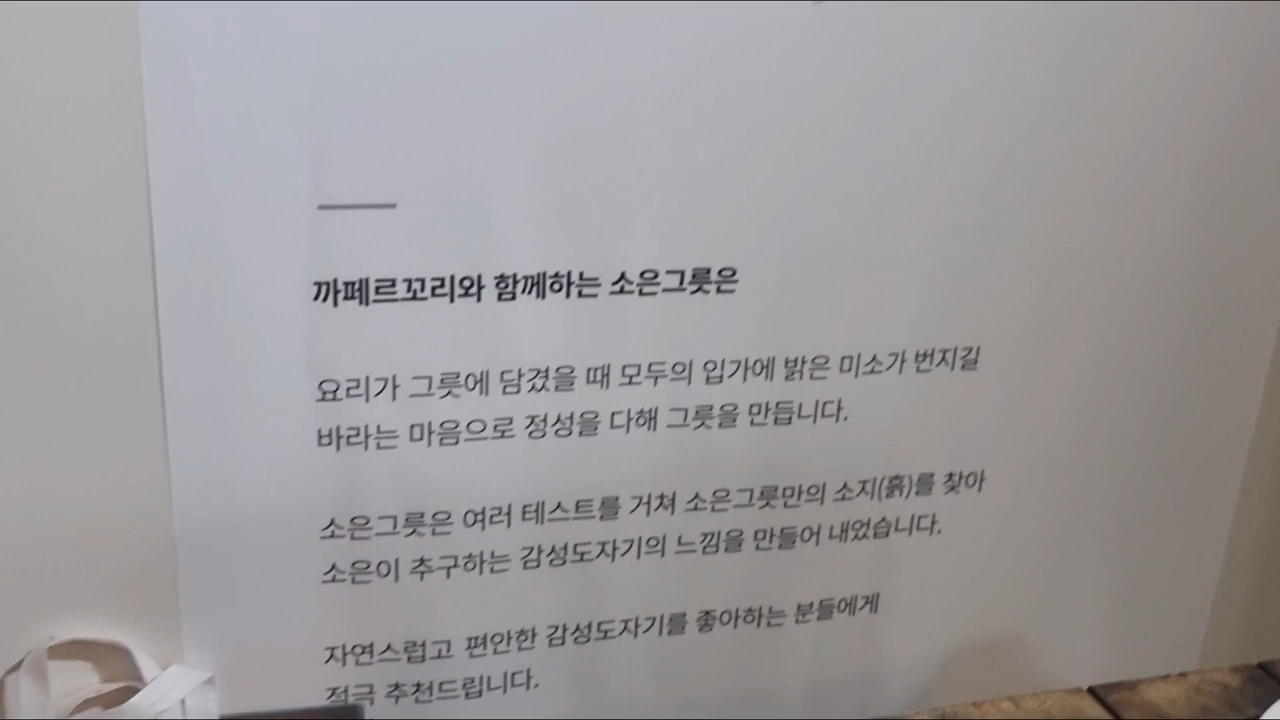 까페르꼬리와 함께하는 소은그릇은
요리가 그릇에 담겼을 때 모두의 입가에 밝은 미소가 번지길
바라는 마음으로 정성을 다해 그릇을 만듭니다.
소은그릇은 여러 테스트를 거쳐 소은그릇만의 소지(흙)를 찾아
소은이 추구하는 감성도자기의 느낌을 만들어 내었습니다.
자연스럽고 편안한 감성도자기를 좋아하는 분들에게
적극 추천드립니다.